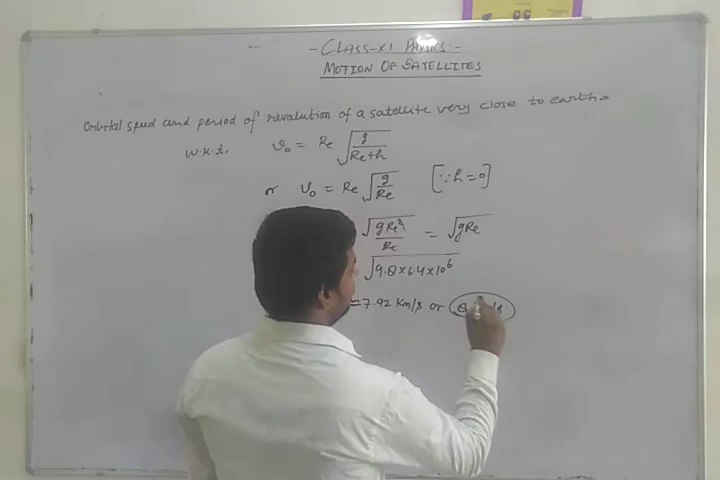 - CLASS-XI PHYSICS:-
MOTION OF SATELLITES
Orbital speed and period of revolution of a satellite very close to earth:
W.K.t. v₀ = Re √(g/(Re+h))
or v₀ = Re √(g/Re) [∵h=0]
√(gRe²/Re) = √gRe
√9.8×6.4×10⁶
=7.92 Km/s or 8